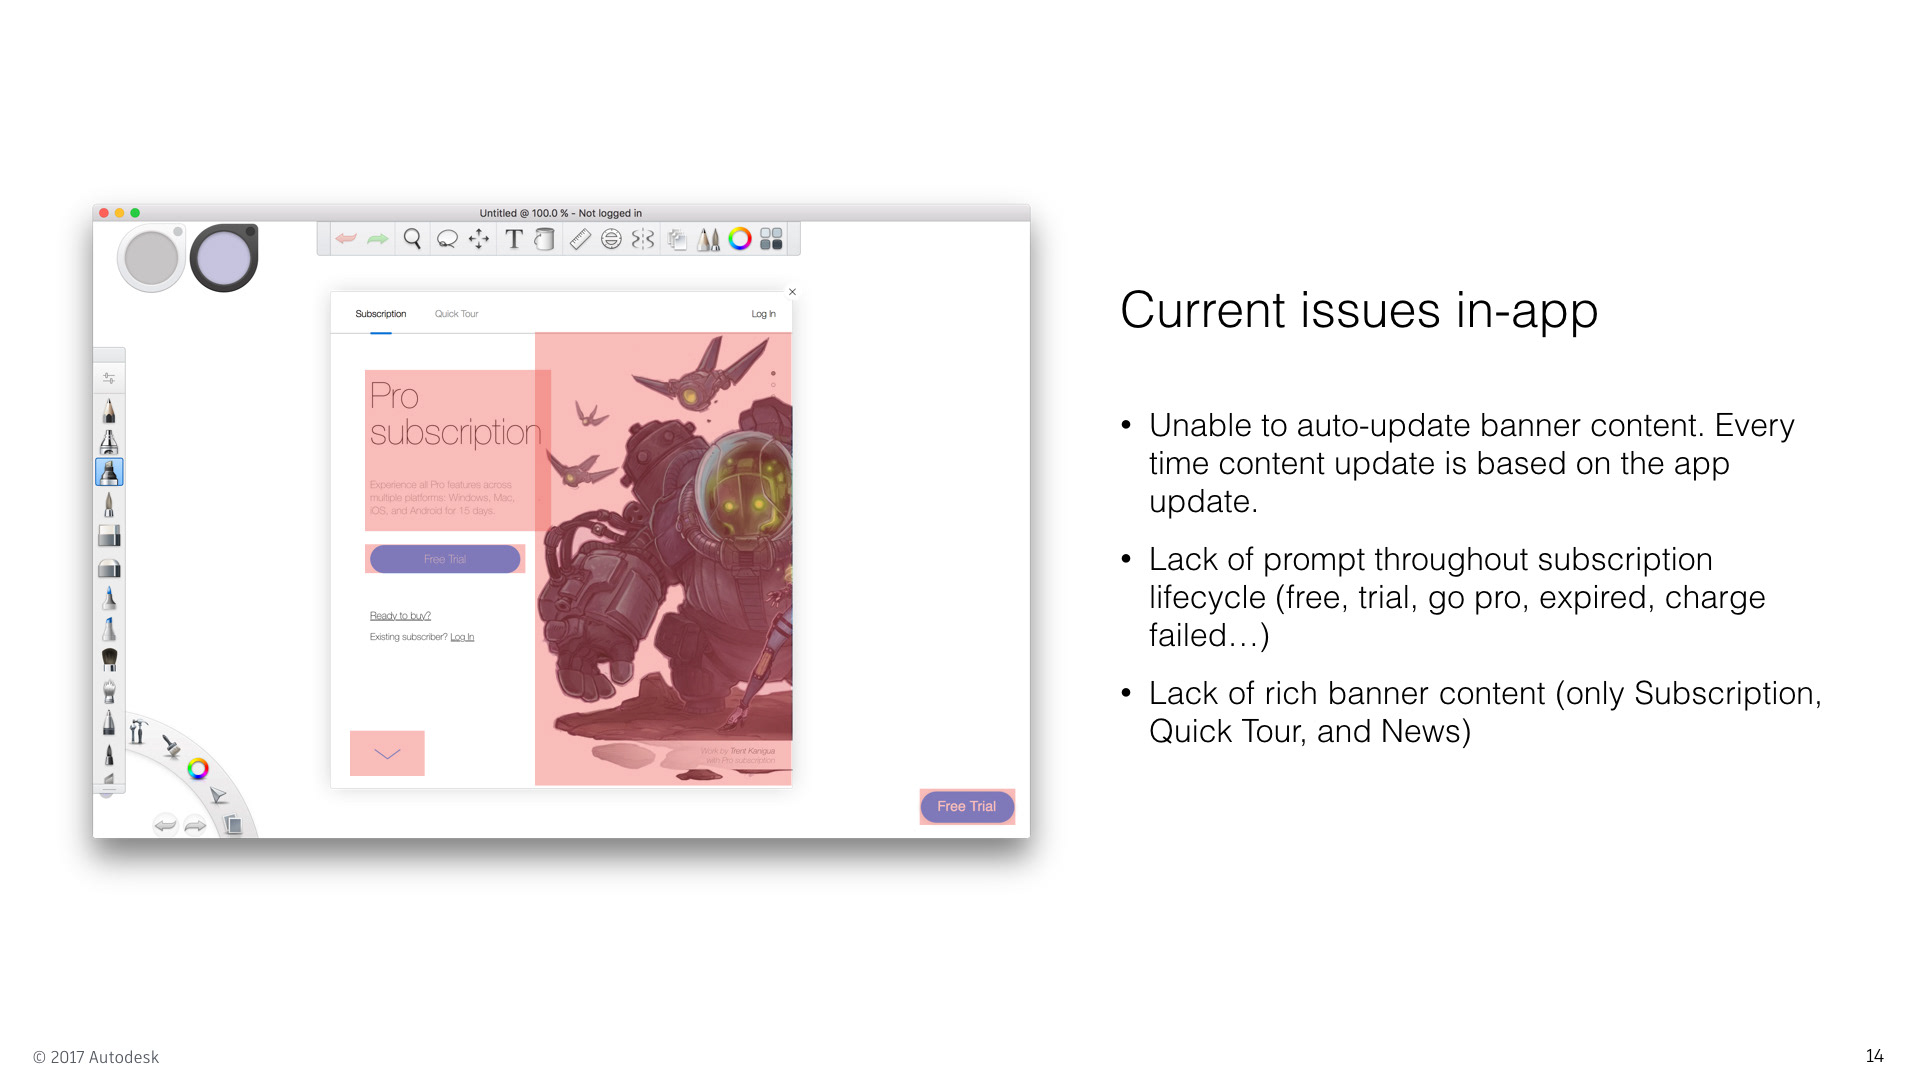 Untitled @ 100.0 % - Not logged in
T
Subscription
Quick Tour
Log In
Pro
subscription
Experience all Pro features across
multiple platforms: Windows, Mac,
iOS, and Android for 15 days.
Free Trial
Ready to buy?
Existing subscriber? Log In
Work by Trent Kaniuga
with Pro subscription
Free Trial
Current issues in-app
• Unable to auto-update banner content. Every
time content update is based on the app
update.
• Lack of prompt throughout subscription
lifecycle (free, trial, go pro, expired, charge
failed…)
• Lack of rich banner content (only Subscription,
Quick Tour, and News)
© 2017 Autodesk
14